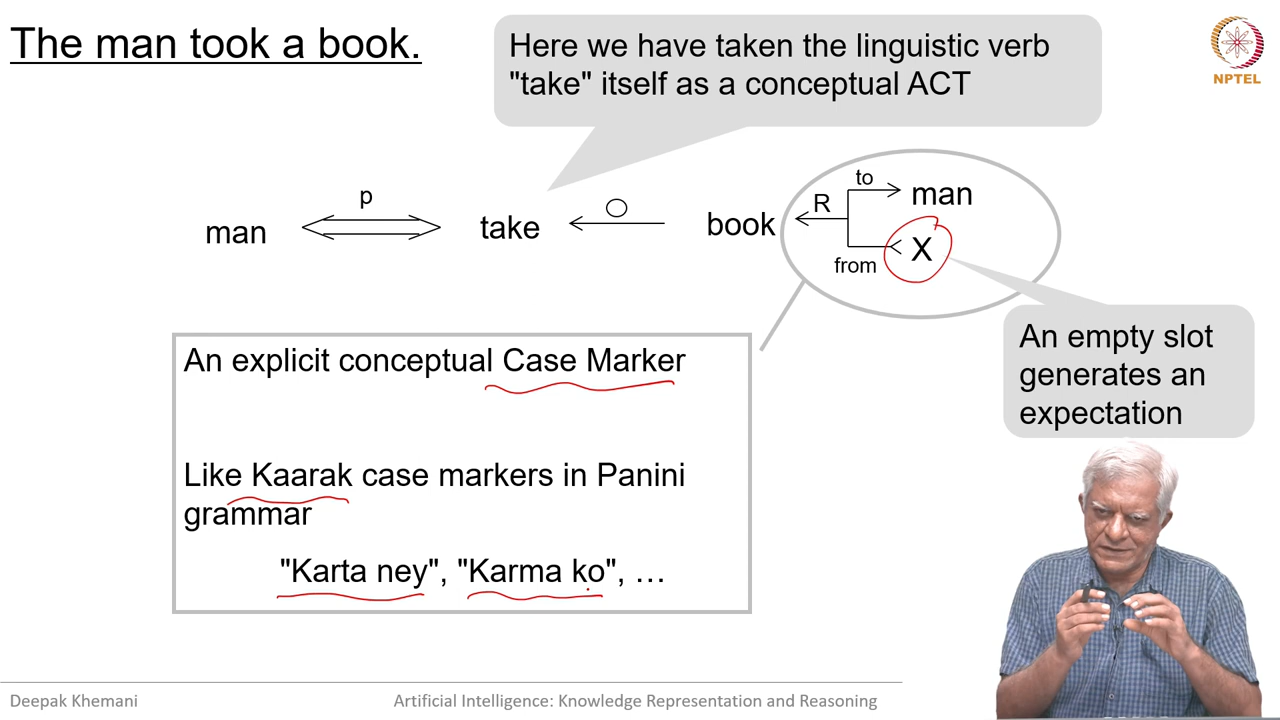 The man took a book.
Here we have taken the linguistic verb
"take" itself as a conceptual ACT
NPTEL
p
man
take
O
book
R
to
man
from
X
An empty slot
generates an
expectation
An explicit conceptual Case Marker
Like Kaarak case markers in Panini
grammar
"Karta ney", "Karma ko", ...
Deepak Khemani
Artificial Intelligence: Knowledge Representation and Reasoning